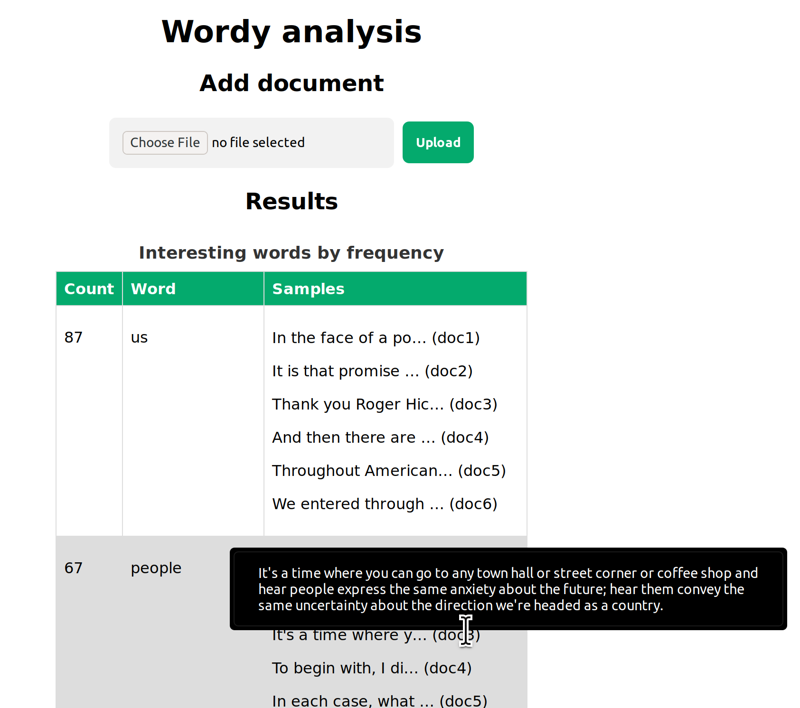 Wordy analysis
Add document
Choose File no file selected
Upload
Results
Interesting words by frequency
Count Word Samples
87 us In the face of a po... (doc1)
It is that promise ... (doc2)
Thank you Roger Hic... (doc3)
And then there are ... (doc4)
Throughout American... (doc5)
We entered through ... (doc6)
67 people
It's a time where you can go to any town hall or street corner or coffee shop and
hear people express the same anxiety about the future; hear them convey the
same uncertainty about the direction we're headed as a country.
It's a time where y... (doc3)
To begin with, I di... (doc4)
In each case, what ... (doc5)